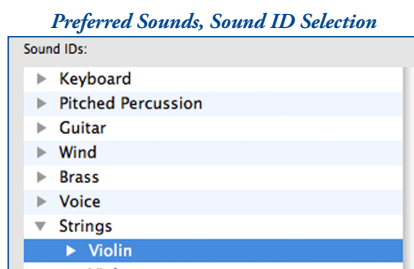 Preferred Sounds, Sound ID Selection
Sound IDs:
Keyboard
Pitched Percussion
Guitar
Wind
Brass
Voice
Strings
Violin